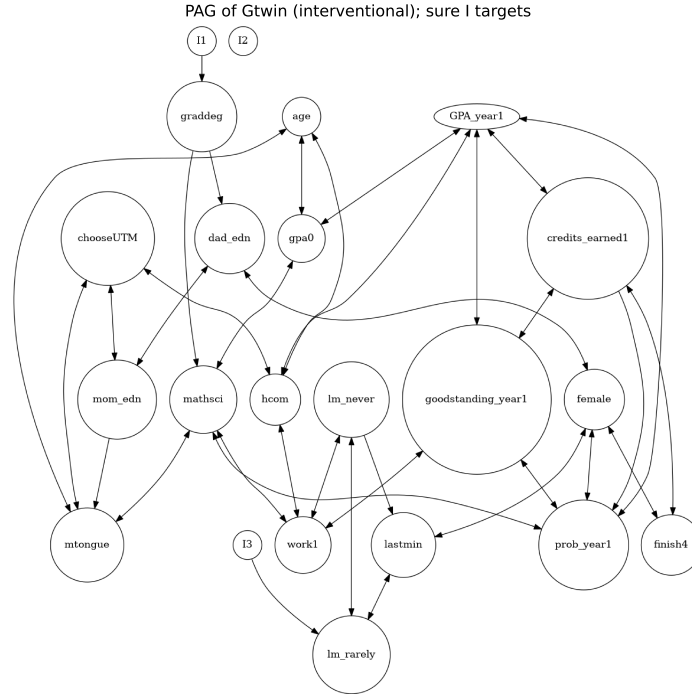 PAG of Gtwin (interventional); sure I targets
I1 I2
graddeg age GPA_year1
chooseUTM dad_edn gpa0 credits_earned1
mom_edn mathsci hcom lm_never goodstanding_year1 female
mtongue I3 work1 lastmin prob_year1 finish4
lm_rarely